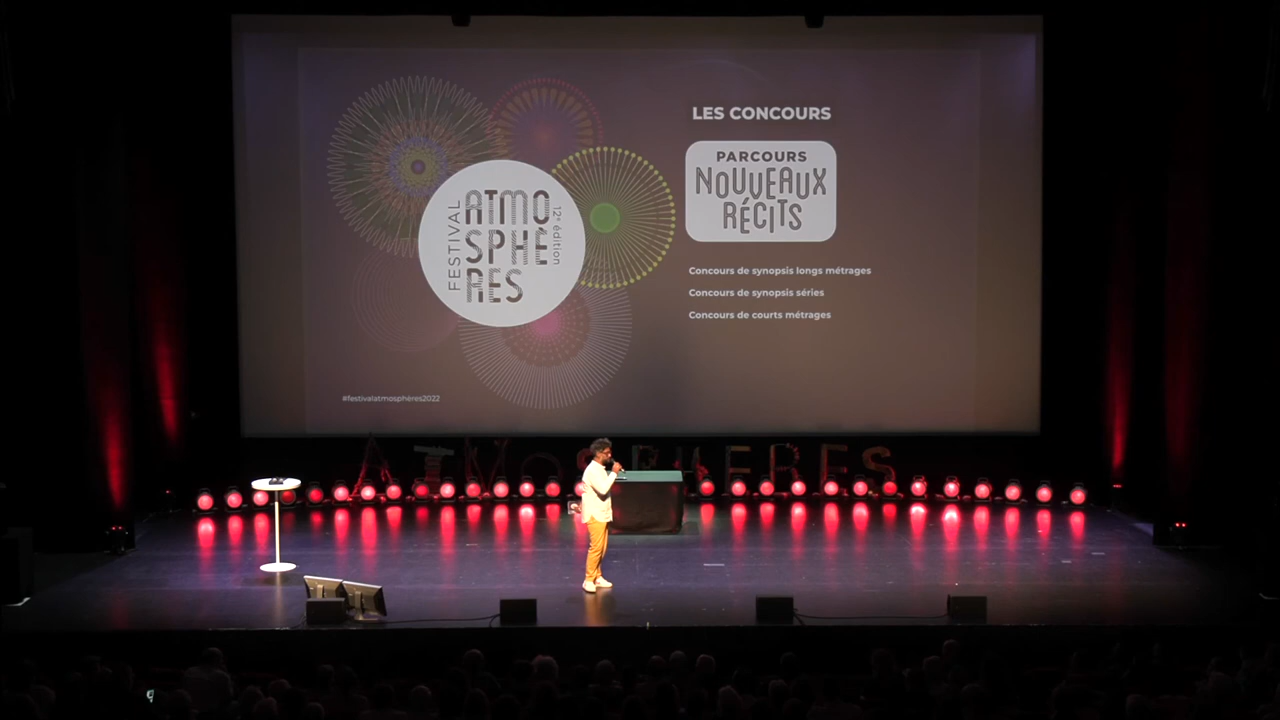 FESTIVAL
ATMO
SPHÈ
RES
12e édition
LES CONCOURS
PARCOURS
NOUVEAUX
RÉCITS
Concours de synopsis longs métrages
Concours de synopsis séries
Concours de courts métrages
#festivalatmosphères2022
ATMOSPHERES